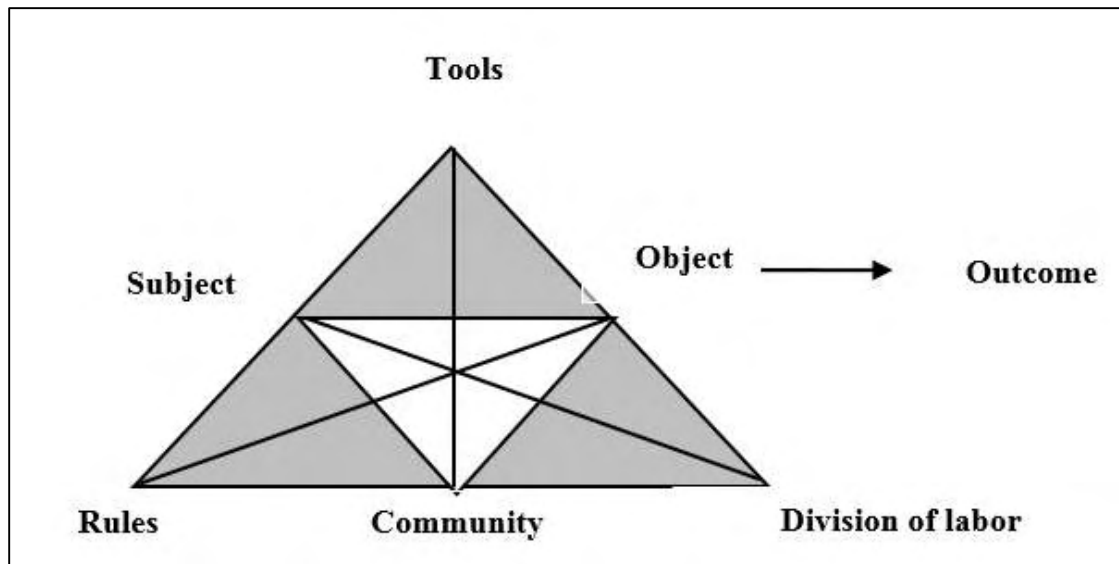 Tools
Subject
Object
Outcome
Rules
Community
Division of labor